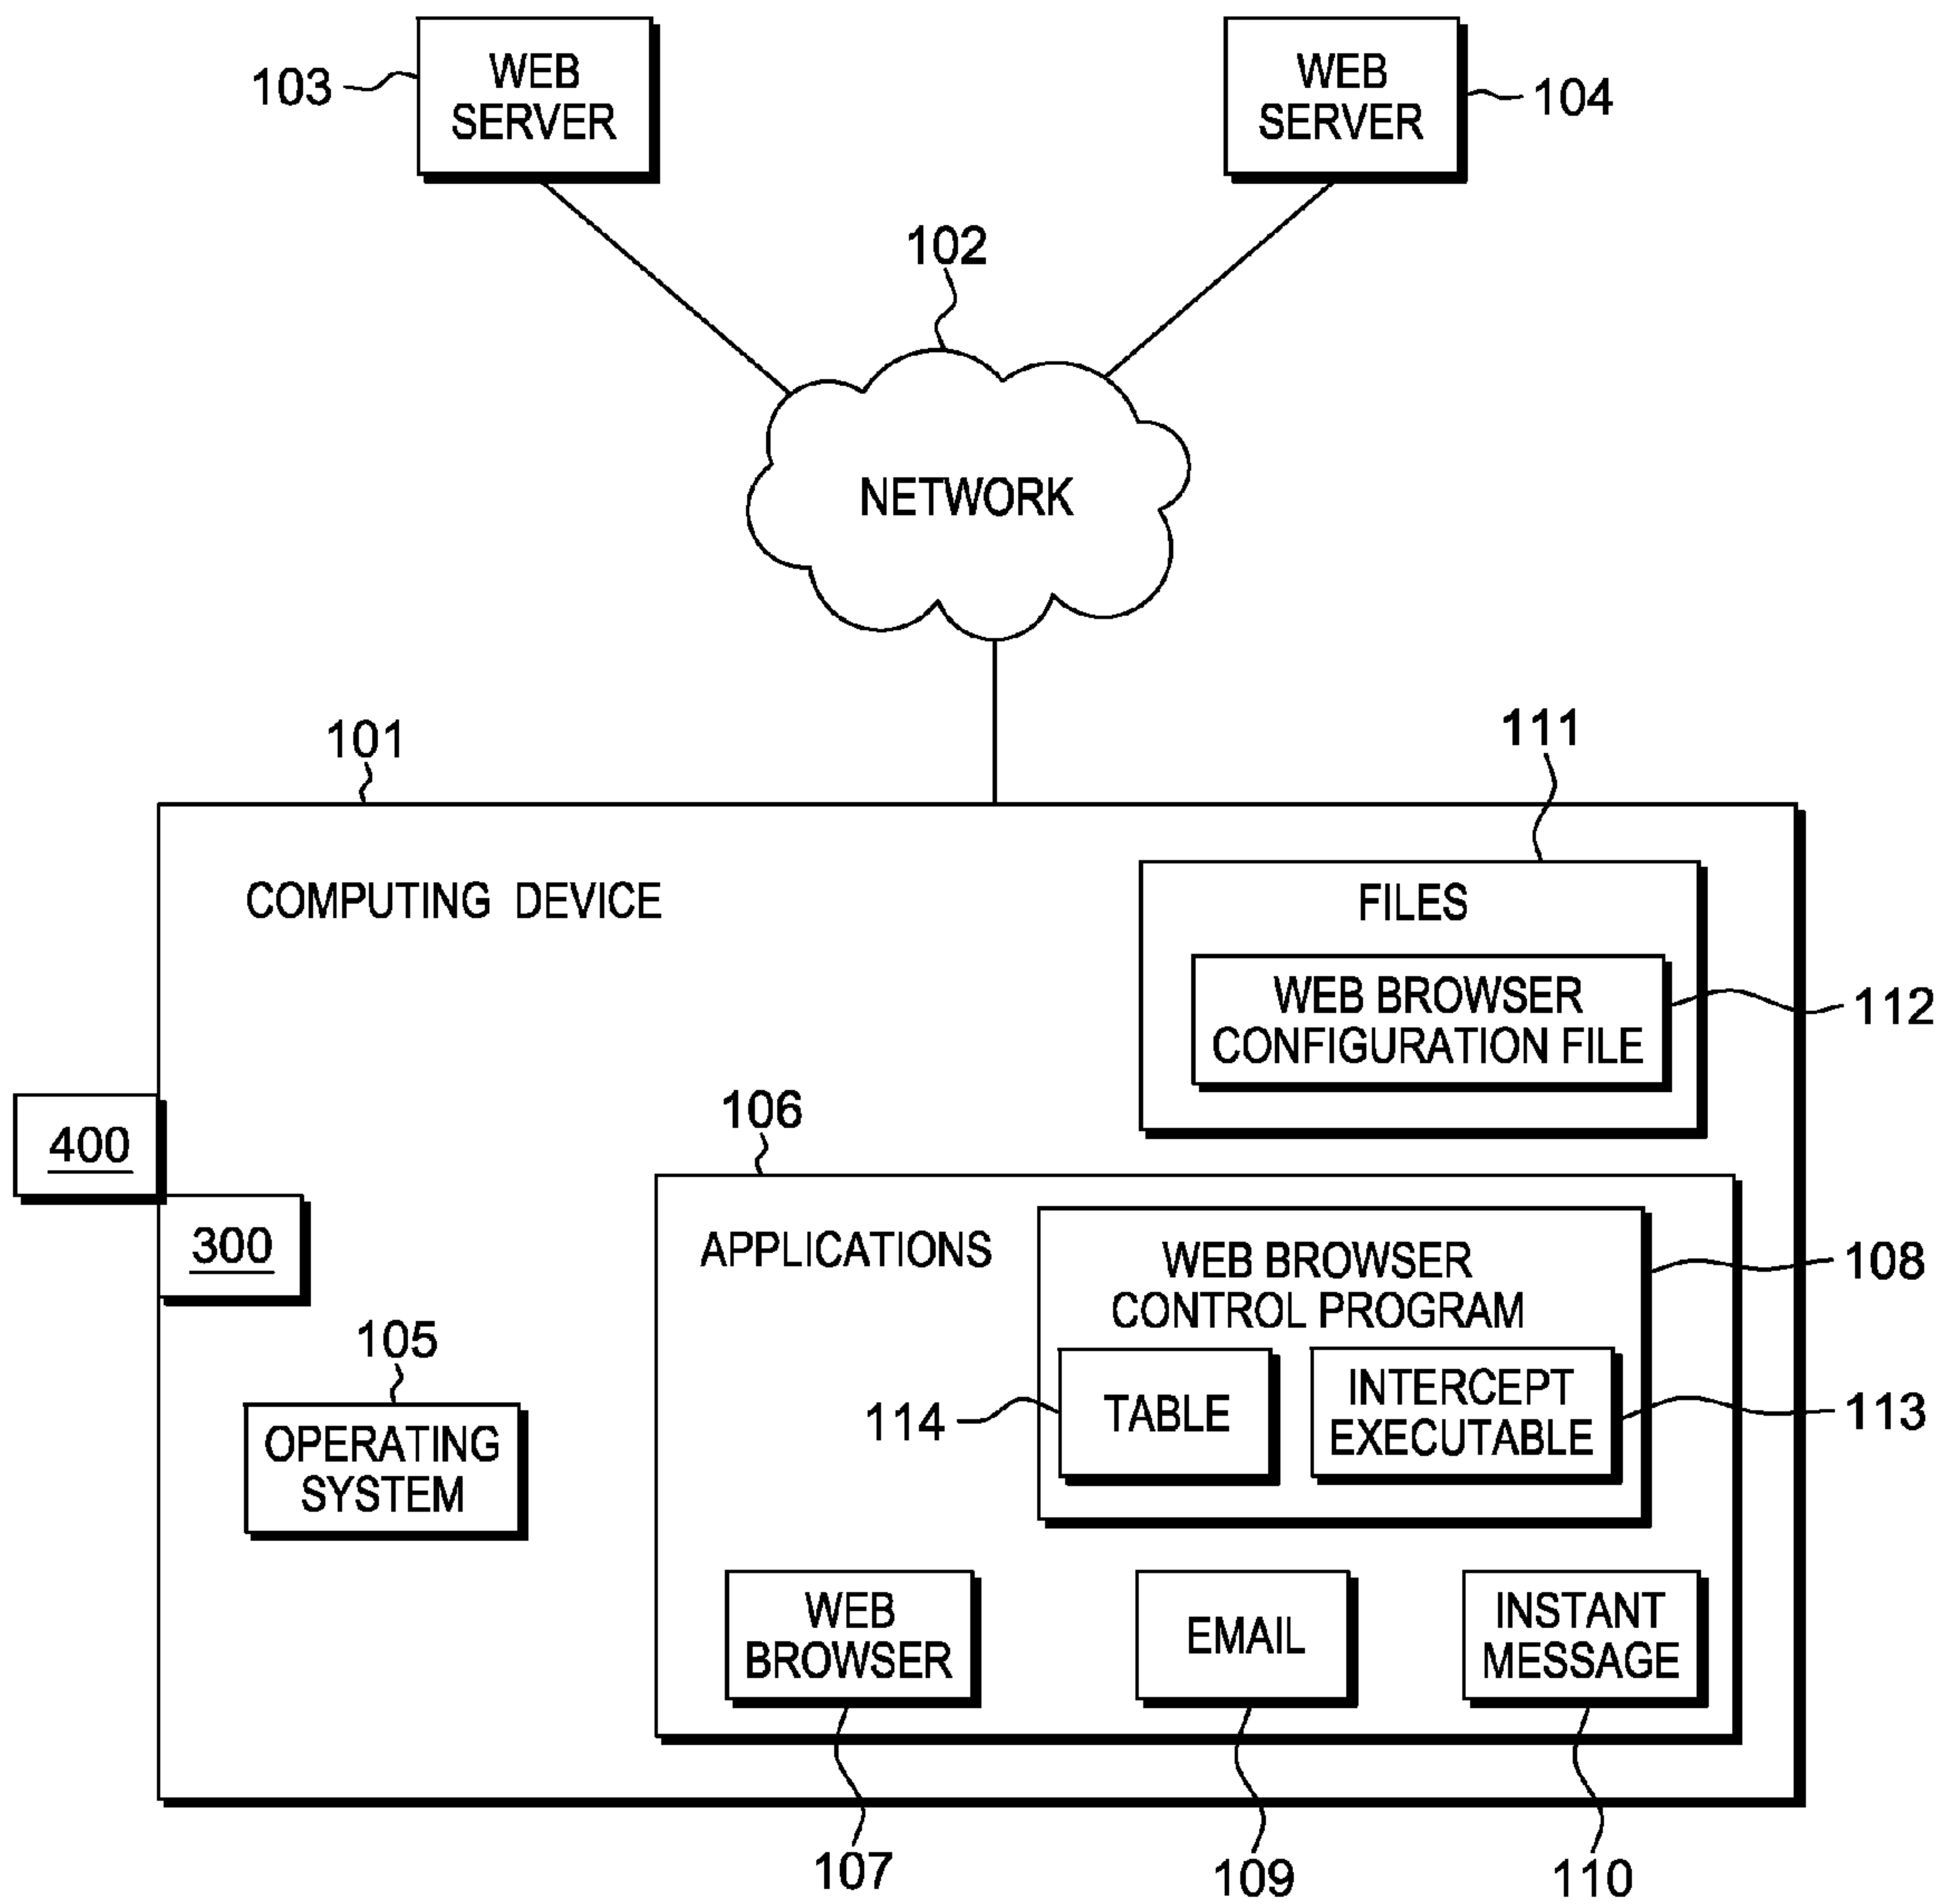 103
WEB
SERVER
WEB
SERVER
104
102
NETWORK
101
111
COMPUTING DEVICE
FILES
WEB BROWSER
CONFIGURATION FILE
112
106
400
300
APPLICATIONS
WEB BROWSER
CONTROL PROGRAM
108
105
OPERATING
SYSTEM
114
TABLE
INTERCEPT
EXECUTABLE
113
WEB
BROWSER
EMAIL
INSTANT
MESSAGE
107
109
110